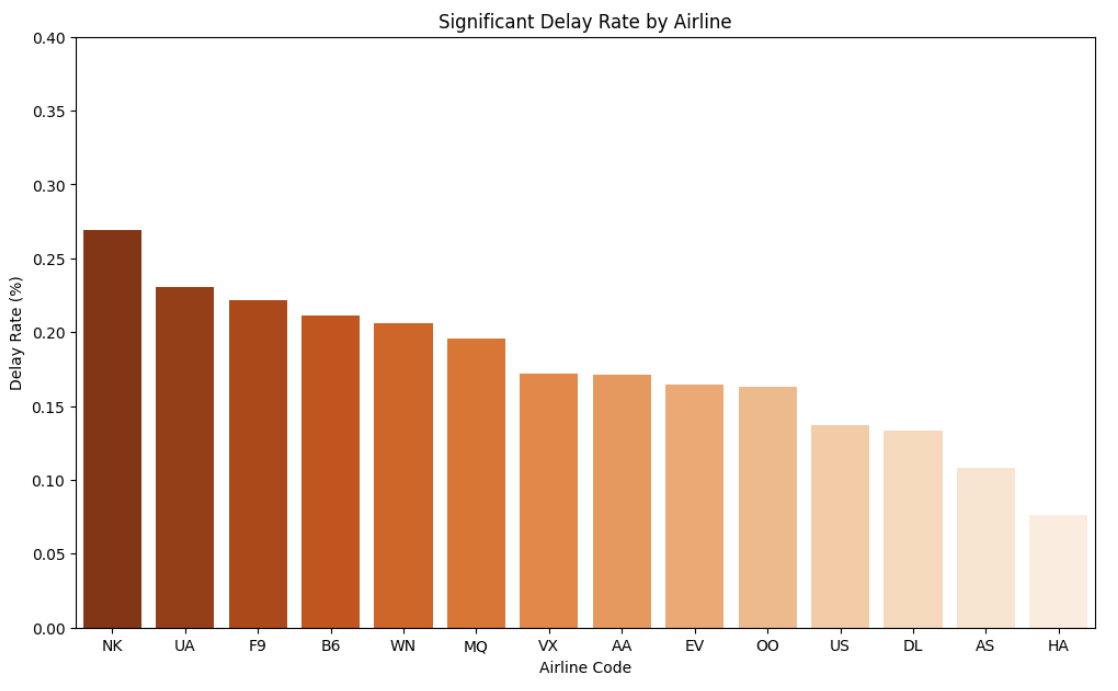 Significant Delay Rate by Airline
0.40
0.35
0.30
0.25
0.20
0.15
0.10
0.05
0.00
Delay Rate (%)
NK UA F9 B6 WN MQ VX AA EV OO US DL AS HA
Airline Code